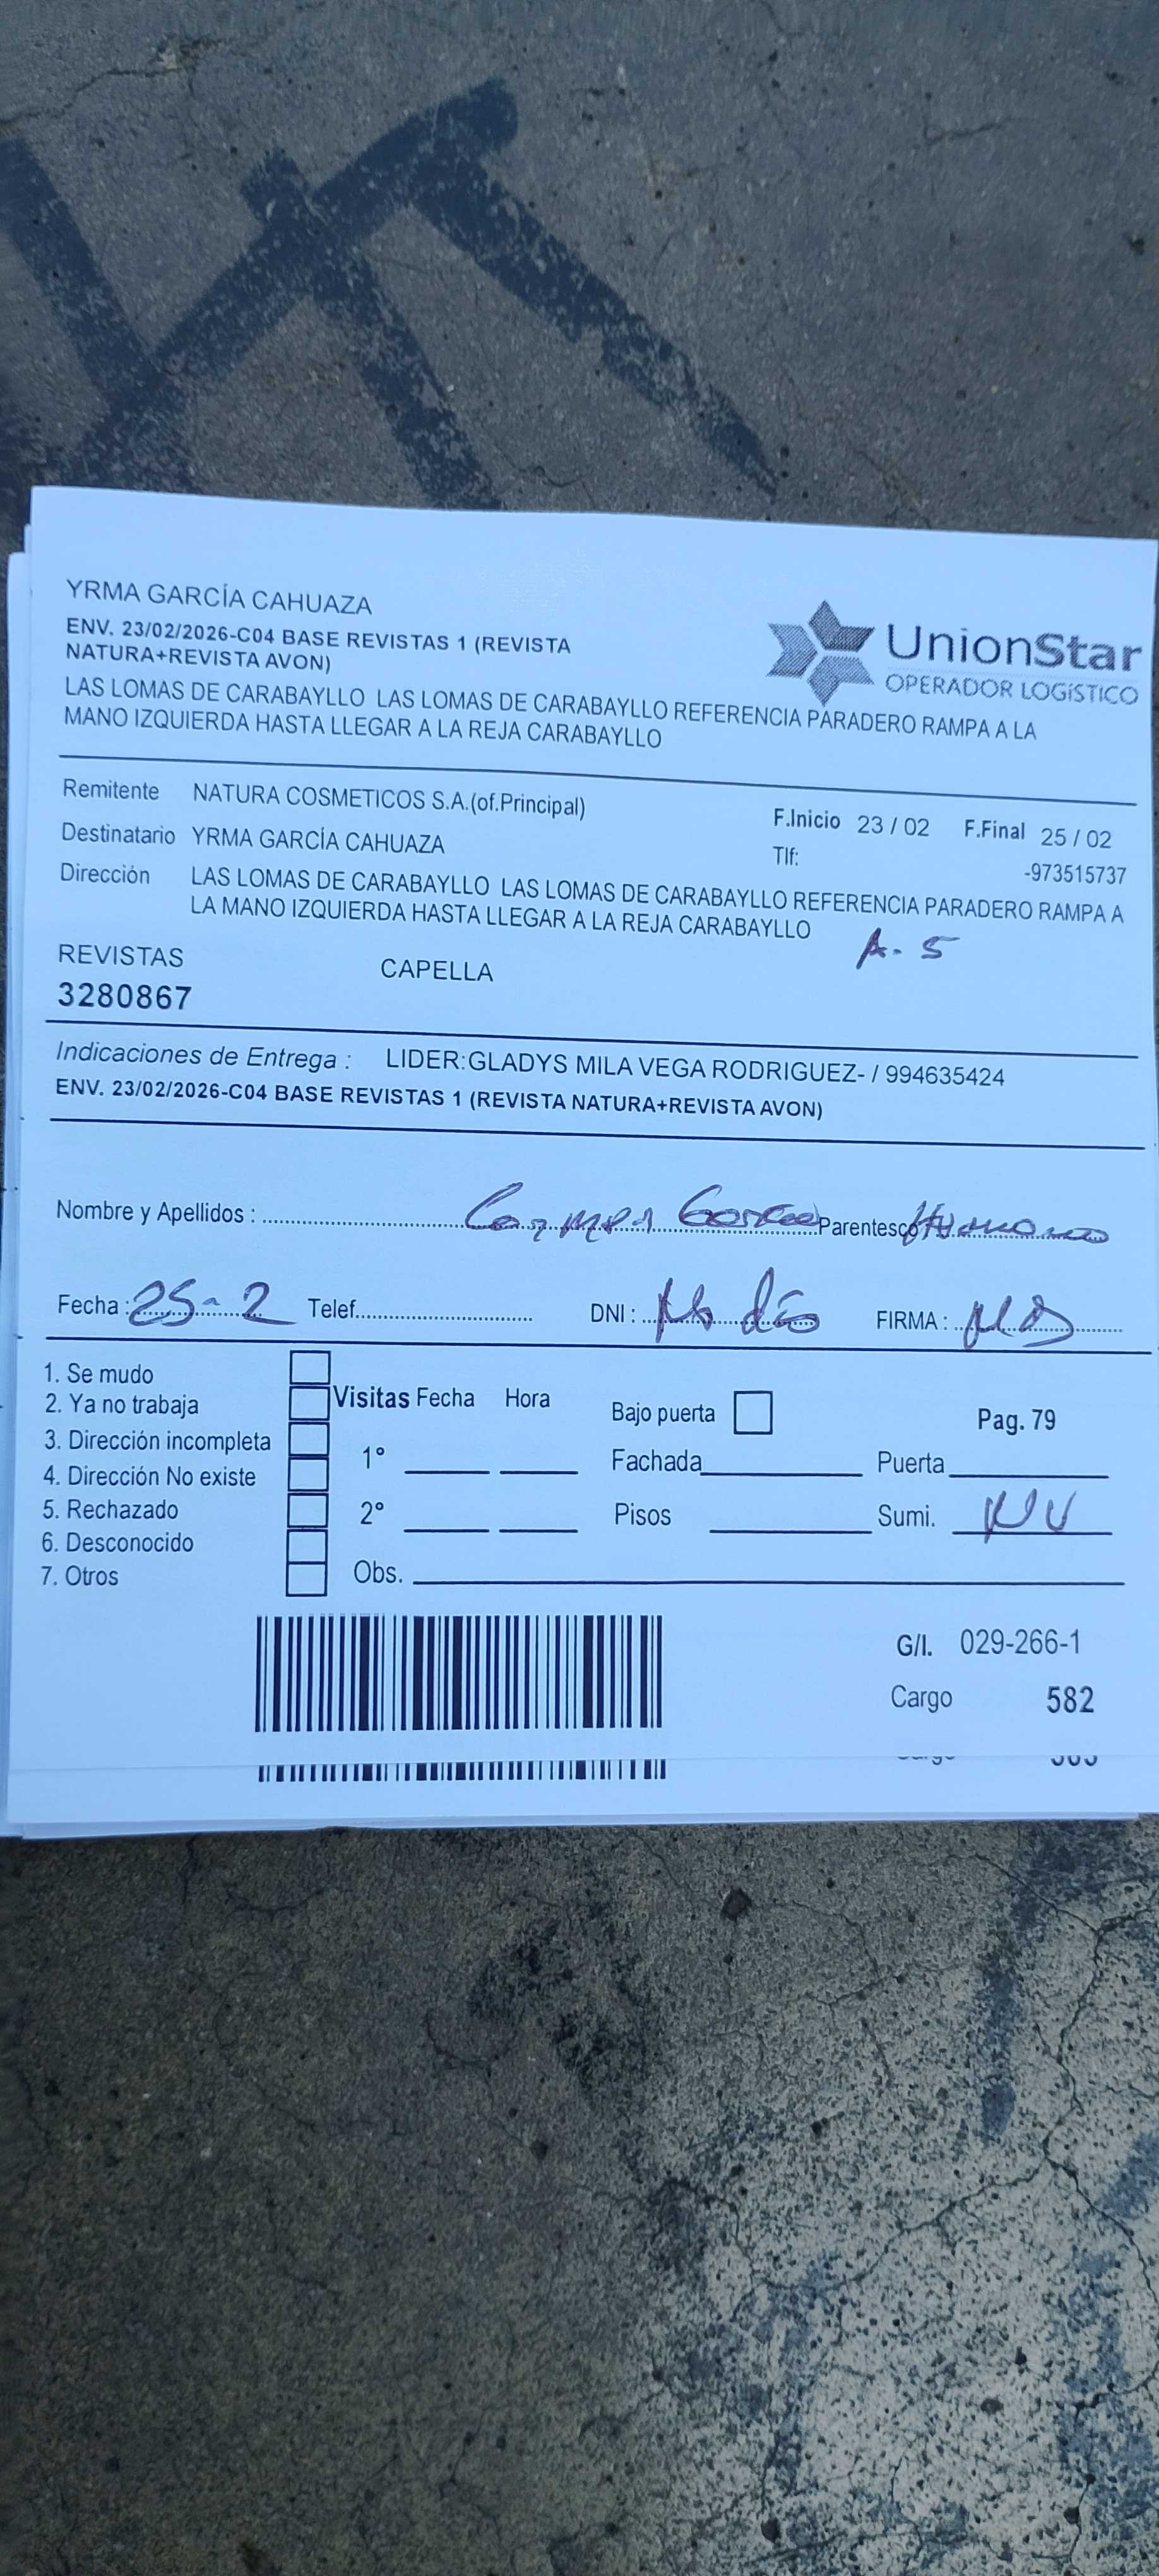 YRMA GARCÍA CAHUAZA
ENV. 23/02/2026-C04 BASE REVISTAS 1 (REVISTA
NATURA+REVISTA AVON)
UnionStar
OPERADOR LOGÍSTICO
LAS LOMAS DE CARABAYLLO LAS LOMAS DE CARABAYLLO REFERENCIA PARADERO RAMPA A LA
MANO IZQUIERDA HASTA LLEGAR A LA REJA CARABAYLLO
Remitente NATURA COSMETICOS S.A.(of.Principal)
F.Inicio 23 / 02 F.Final 25 / 02
Destinatario YRMA GARCÍA CAHUAZA
Tlf: -973515737
Dirección LAS LOMAS DE CARABAYLLO LAS LOMAS DE CARABAYLLO REFERENCIA PARADERO RAMPA A
LA MANO IZQUIERDA HASTA LLEGAR A LA REJA CARABAYLLO
A. 5
REVISTAS CAPELLA
3280867
Indicaciones de Entrega : LIDER:GLADYS MILA VEGA RODRIGUEZ- / 994635424
ENV. 23/02/2026-C04 BASE REVISTAS 1 (REVISTA NATURA+REVISTA AVON)
Nombre y Apellidos : Parentesco
Fecha : 25-2 Telef. DNI : No dio FIRMA :
1. Se mudo
2. Ya no trabaja
3. Dirección incompleta
4. Dirección No existe
5. Rechazado
6. Desconocido
7. Otros
Visitas Fecha Hora
1°
2°
Obs.
Bajo puerta
Fachada
Pisos
Pag. 79
Puerta
Sumi.
G/I. 029-266-1
Cargo 582